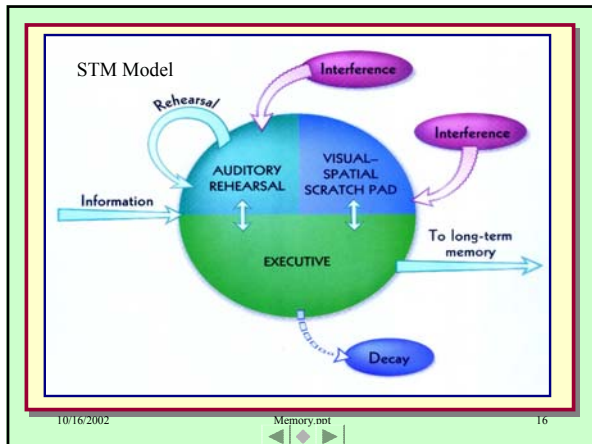 STM Model
Interference
Rehearsal
Interference
AUDITORY
REHEARSAL
VISUAL–
SPATIAL
SCRATCH PAD
Information
To long-term
memory
EXECUTIVE
Decay
10/16/2002
Memory.ppt
16